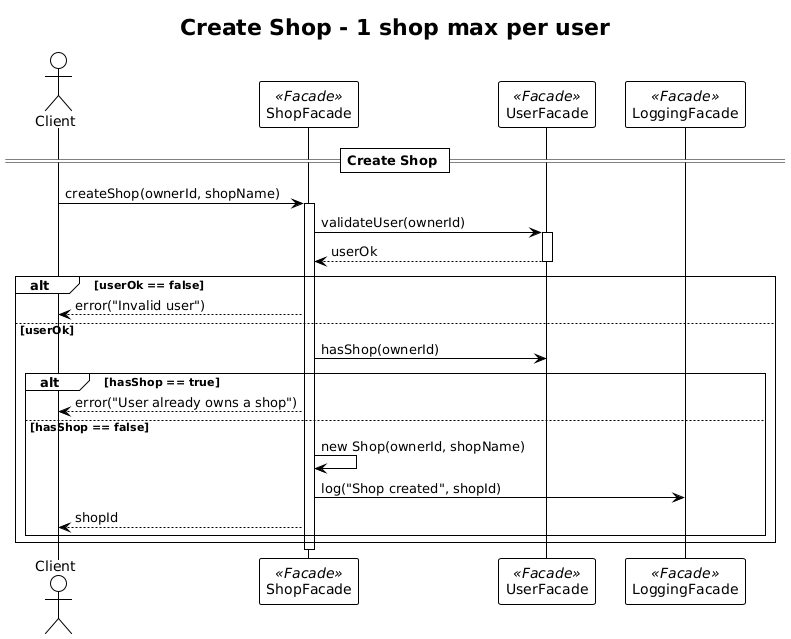 Create Shop - 1 shop max per user
Client
«Facade»
ShopFacade
«Facade»
UserFacade
«Facade»
LoggingFacade
Create Shop
createShop(ownerId, shopName)
validateUser(ownerId)
userOk
alt [userOk == false]
error("Invalid user")
[userOk]
hasShop(ownerId)
alt [hasShop == true]
error("User already owns a shop")
[hasShop == false]
new Shop(ownerId, shopName)
log("Shop created", shopId)
shopId
Client
«Facade»
ShopFacade
«Facade»
UserFacade
«Facade»
LoggingFacade